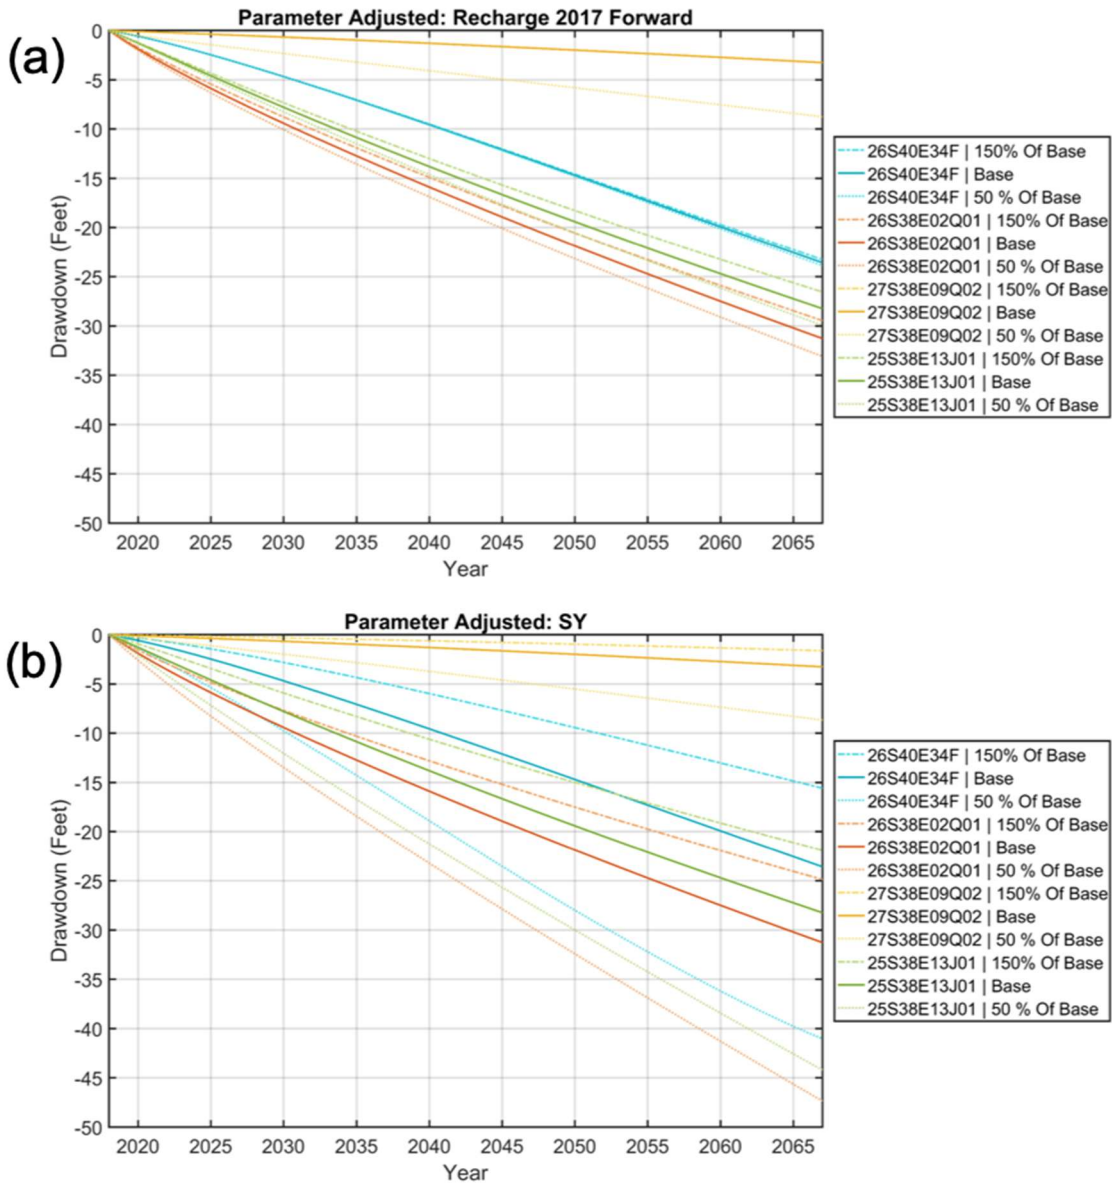 (a)
Parameter Adjusted: Recharge 2017 Forward
0
-5
-10
-15
-20
-25
-30
-35
-40
-45
-50
Drawdown (Feet)
2020 2025 2030 2035 2040 2045 2050 2055 2060 2065
Year
26S40E34F | 150% Of Base
26S40E34F | Base
26S40E34F | 50 % Of Base
26S38E02Q01 | 150% Of Base
26S38E02Q01 | Base
26S38E02Q01 | 50 % Of Base
27S38E09Q02 | 150% Of Base
27S38E09Q02 | Base
27S38E09Q02 | 50 % Of Base
25S38E13J01 | 150% Of Base
25S38E13J01 | Base
25S38E13J01 | 50 % Of Base
(b)
Parameter Adjusted: SY
0
-5
-10
-15
-20
-25
-30
-35
-40
-45
-50
Drawdown (Feet)
2020 2025 2030 2035 2040 2045 2050 2055 2060 2065
Year
26S40E34F | 150% Of Base
26S40E34F | Base
26S40E34F | 50 % Of Base
26S38E02Q01 | 150% Of Base
26S38E02Q01 | Base
26S38E02Q01 | 50 % Of Base
27S38E09Q02 | 150% Of Base
27S38E09Q02 | Base
27S38E09Q02 | 50 % Of Base
25S38E13J01 | 150% Of Base
25S38E13J01 | Base
25S38E13J01 | 50 % Of Base